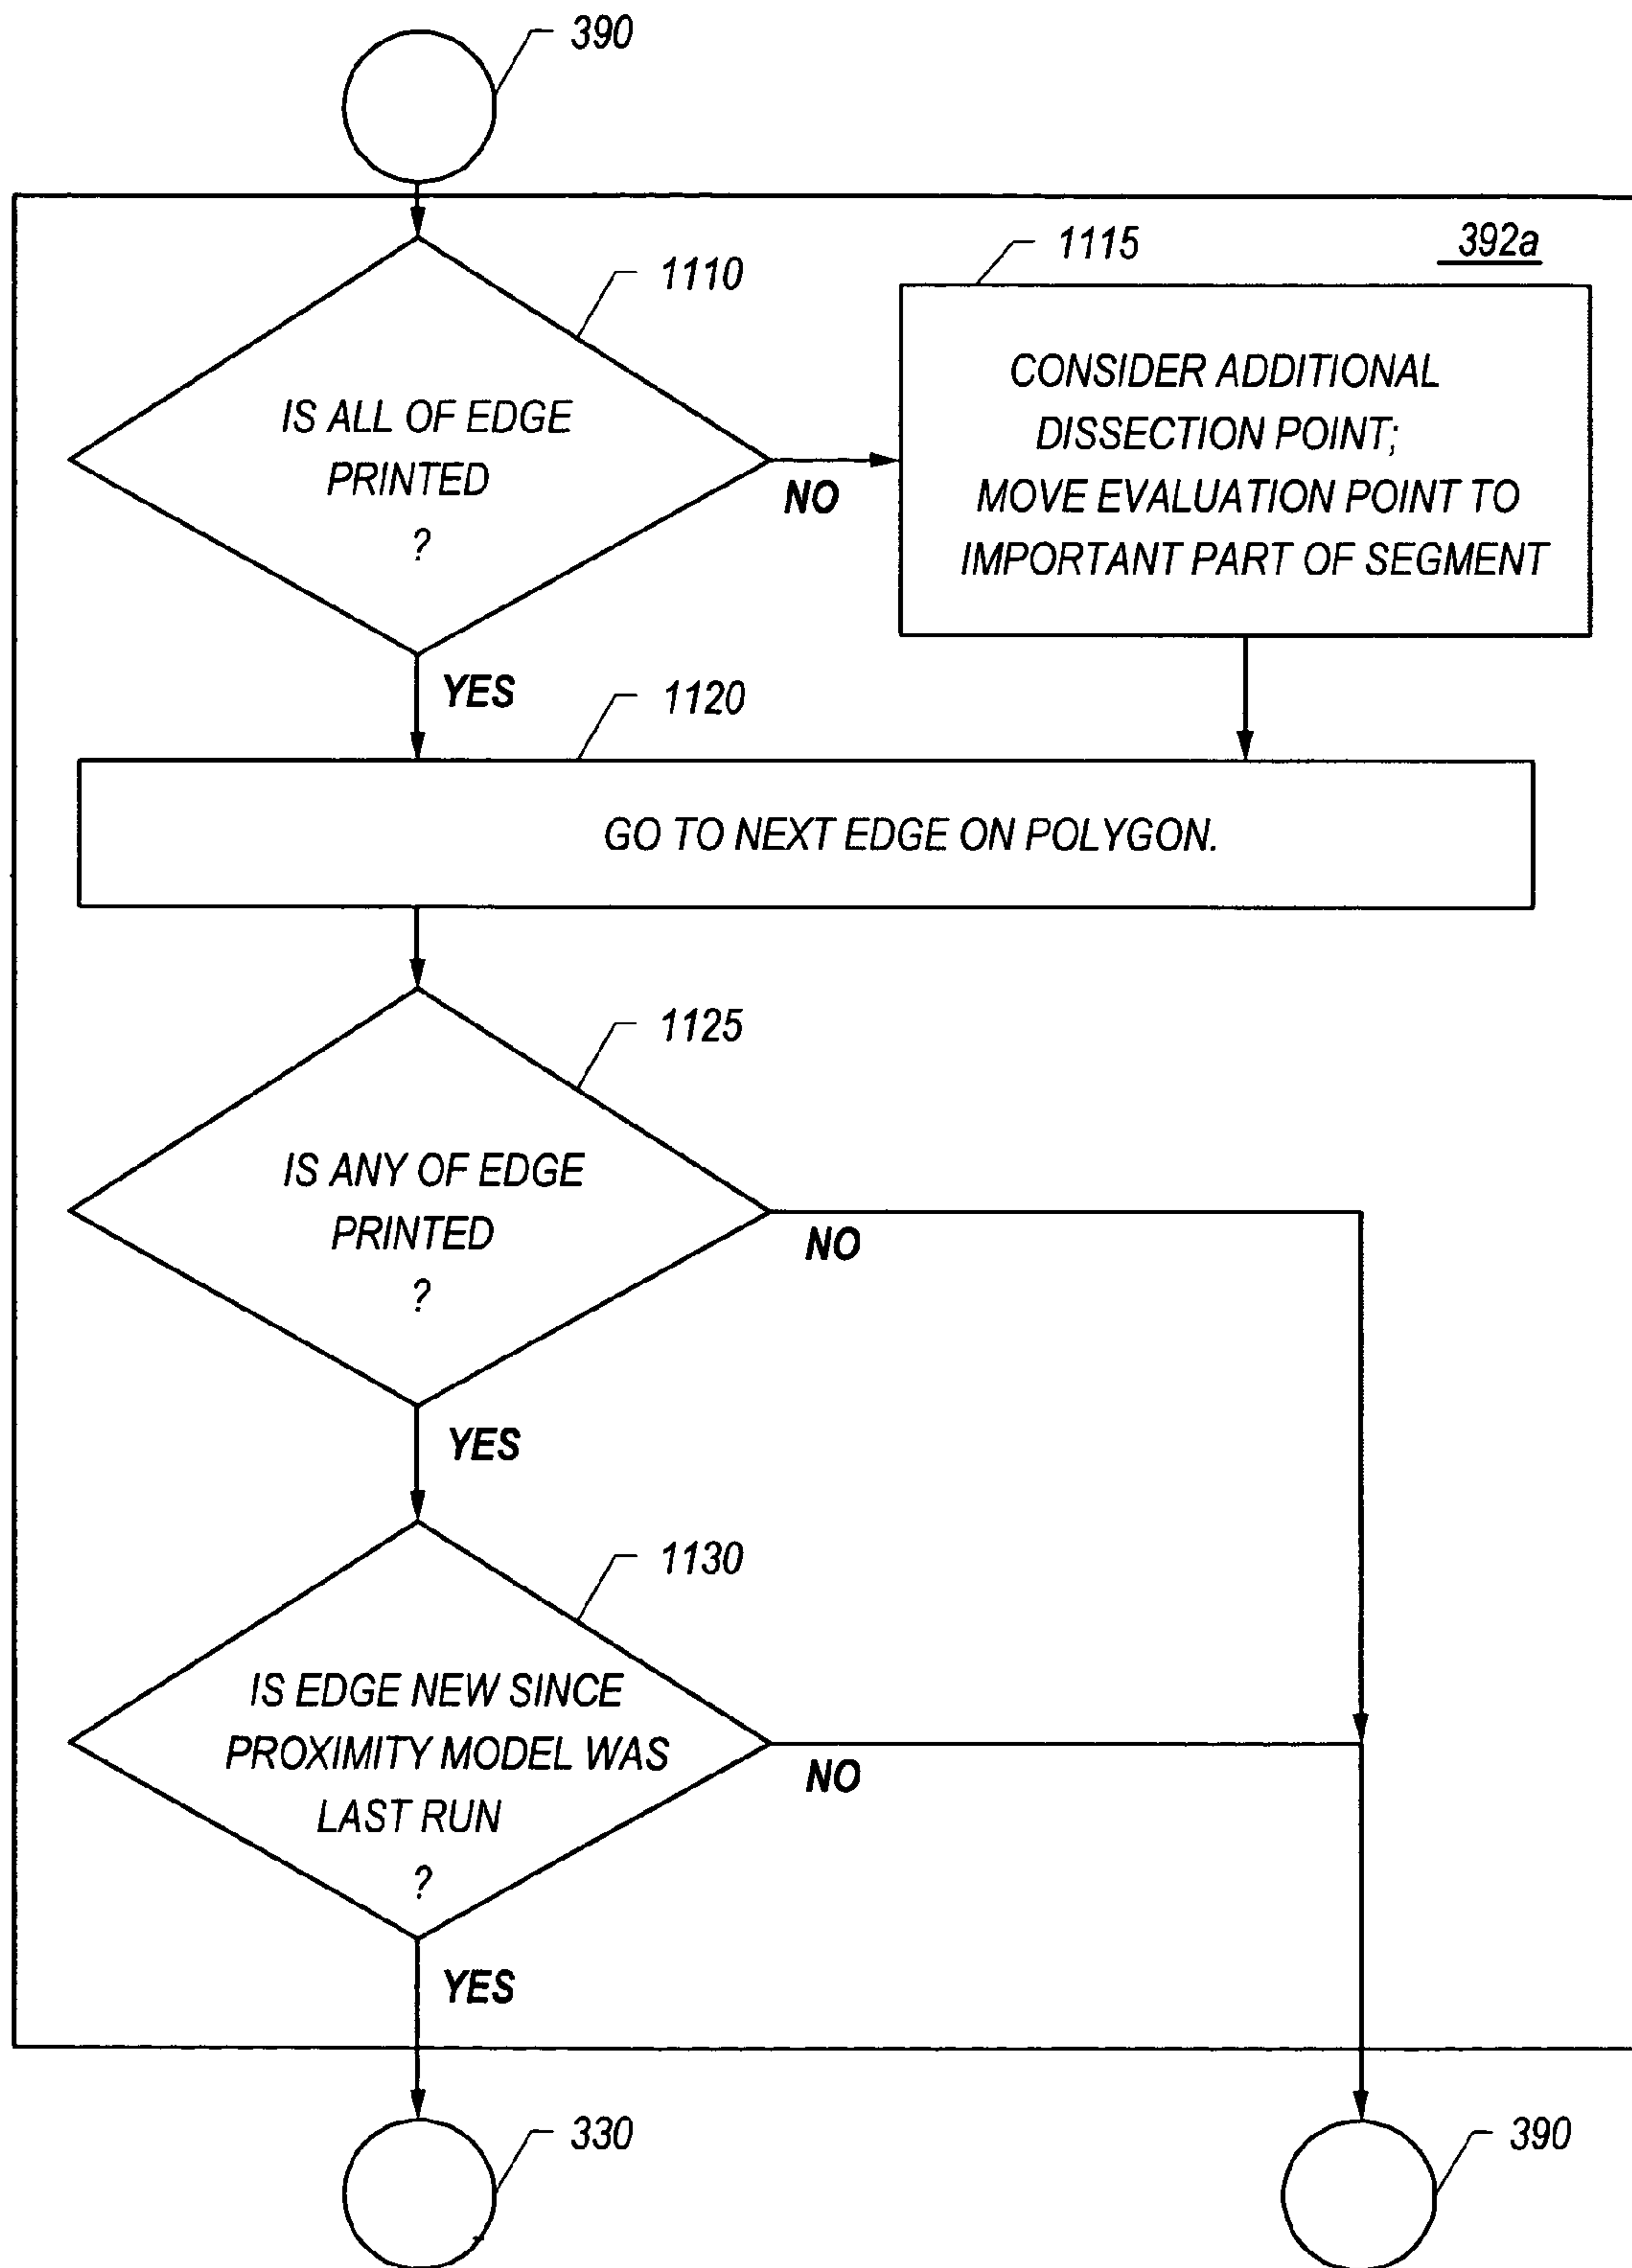 390
392a
1110
1115
IS ALL OF EDGE
PRINTED
?
NO
CONSIDER ADDITIONAL
DISSECTION POINT;
MOVE EVALUATION POINT TO
IMPORTANT PART OF SEGMENT
YES
1120
GO TO NEXT EDGE ON POLYGON.
1125
IS ANY OF EDGE
PRINTED
?
NO
YES
1130
IS EDGE NEW SINCE
PROXIMITY MODEL WAS
LAST RUN
?
NO
YES
330
390